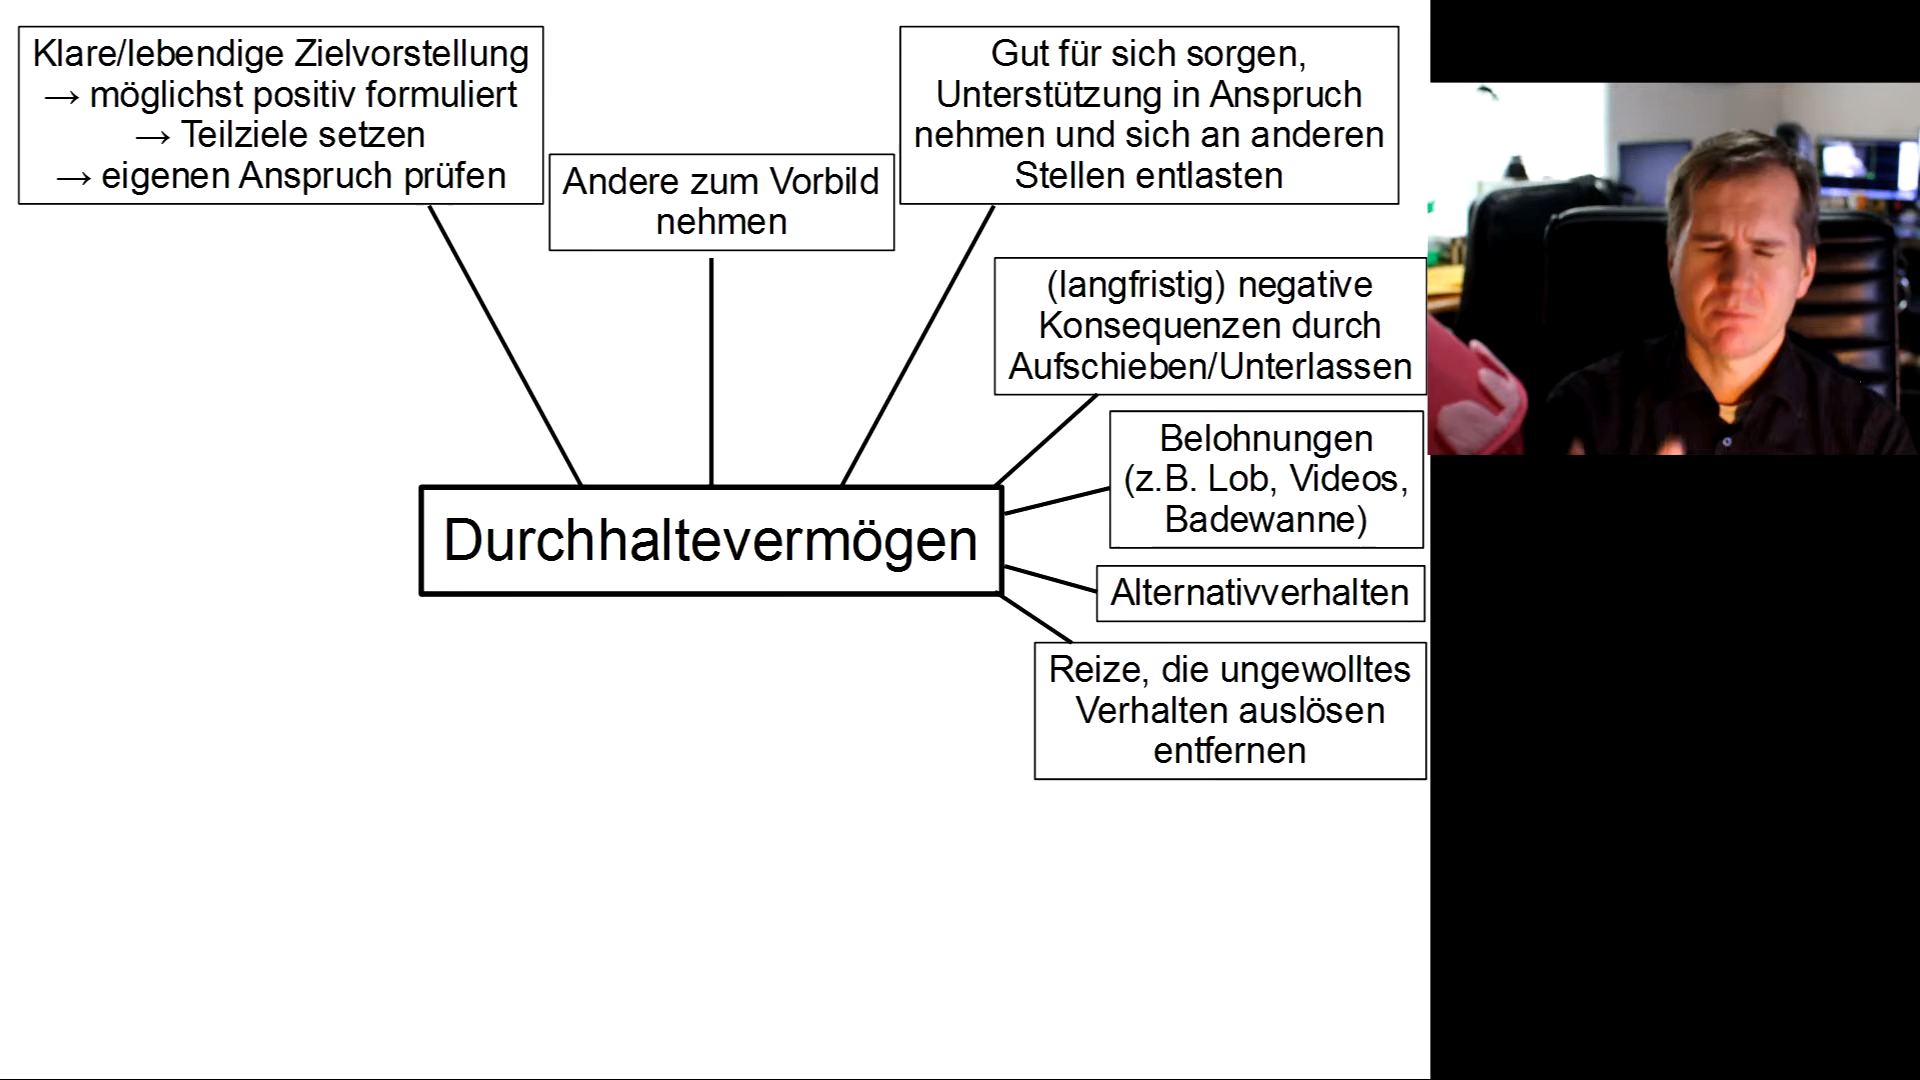 Klare/lebendige Zielvorstellung
→ möglichst positiv formuliert
→ Teilziele setzen
→ eigenen Anspruch prüfen
Andere zum Vorbild
nehmen
Gut für sich sorgen,
Unterstützung in Anspruch
nehmen und sich an anderen
Stellen entlasten
(langfristig) negative
Konsequenzen durch
Aufschieben/Unterlassen
Belohnungen
(z.B. Lob, Videos,
Badewanne)
Alternativverhalten
Reize, die ungewolltes
Verhalten auslösen
entfernen
Durchhaltevermögen